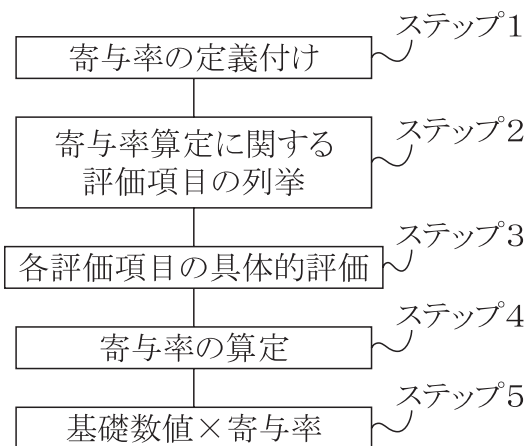 ステップ1
寄与率の定義付け
ステップ2
寄与率算定に関する
評価項目の列挙
ステップ3
各評価項目の具体的評価
ステップ4
寄与率の算定
ステップ5
基礎数値×寄与率